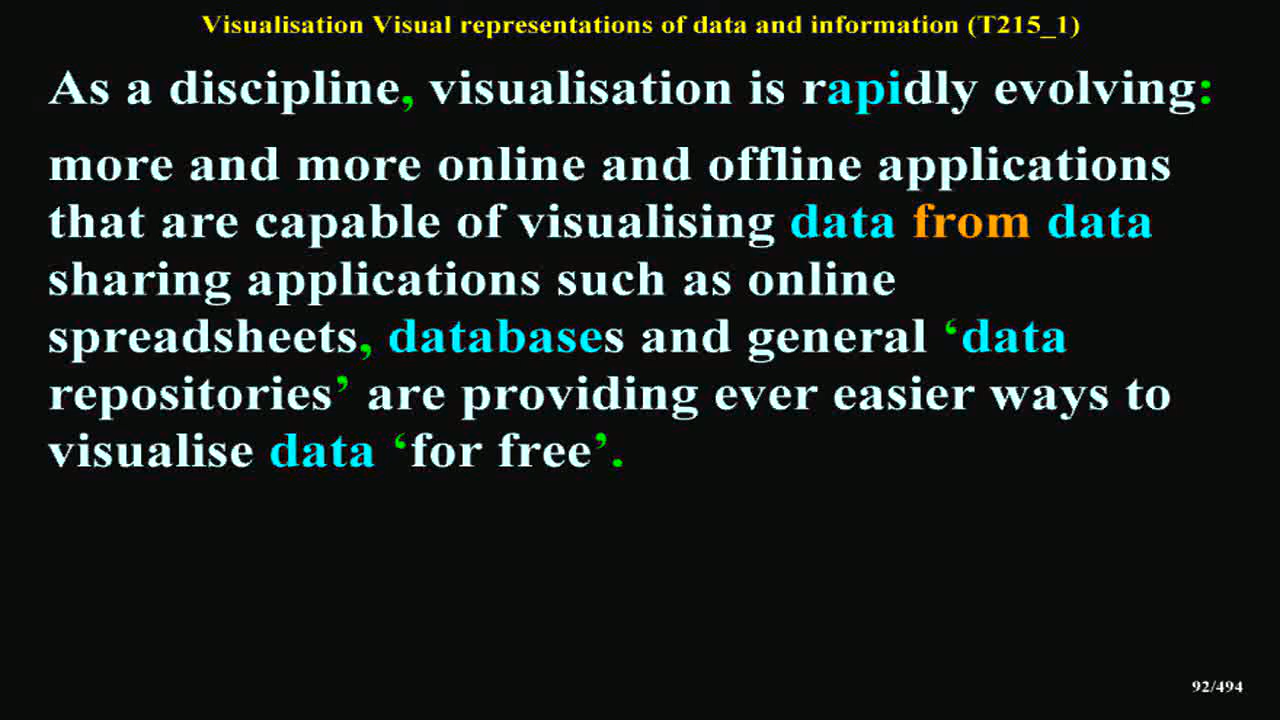 Visualisation Visual representations of data and information (T215_1)
As a discipline, visualisation is rapidly evolving:
more and more online and offline applications
that are capable of visualising data from data
sharing applications such as online
spreadsheets, databases and general ‘data
repositories’ are providing ever easier ways to
visualise data ‘for free’.
92/494